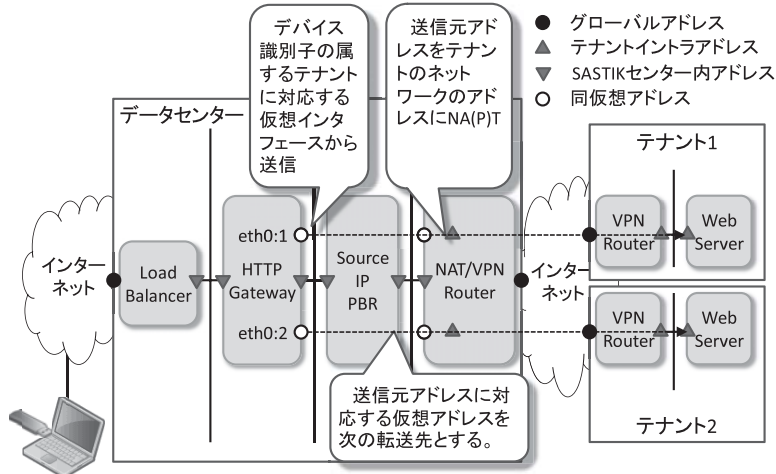 デバイス
識別子の属
するテナント
に対応する
仮想インタ
フェースから
送信
送信元アド
レスをテナン
トのネット
ワークのアド
レスにNA(P)T
グローバルアドレス
テナントイントラアドレス
SASTIKセンター内アドレス
同仮想アドレス
データセンター
テナント1
インター
ネット
Load
Balancer
eth0:1
HTTP
Gateway
eth0:2
Source
IP
PBR
NAT/VPN
Router
インター
ネット
VPN
Router
Web
Server
VPN
Router
Web
Server
送信元アドレスに対
応する仮想アドレスを
次の転送先とする。
テナント2